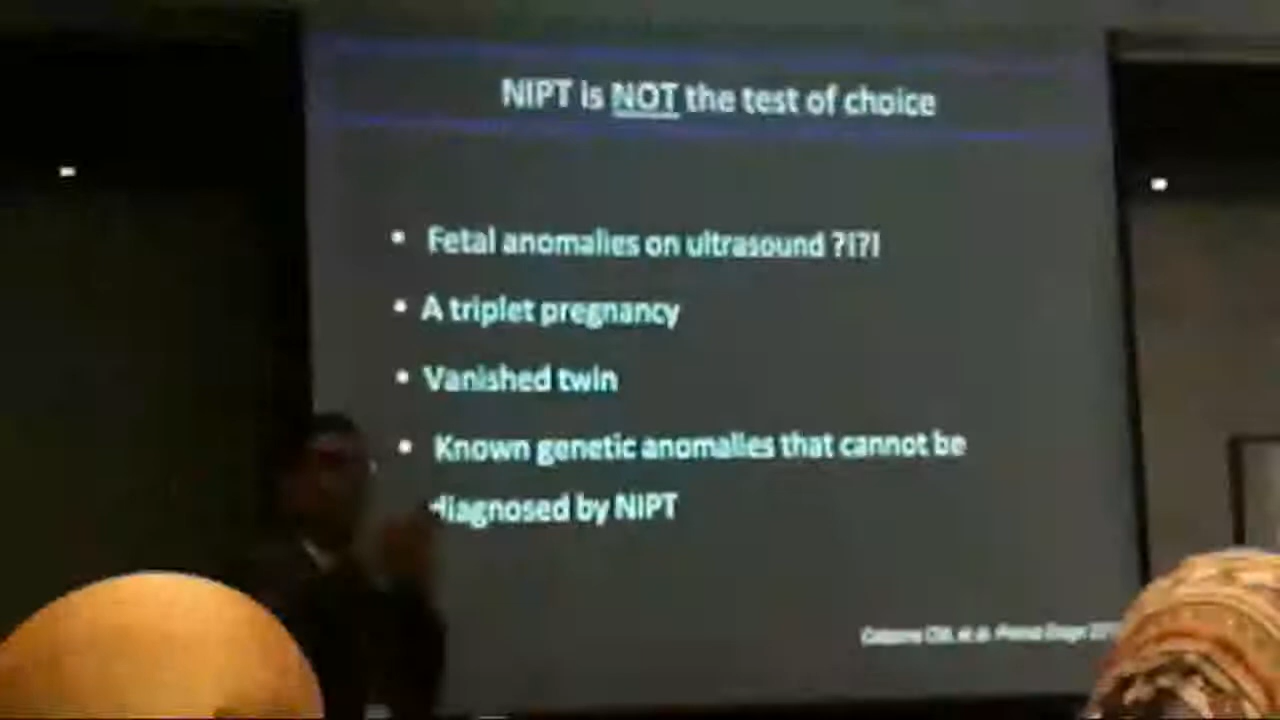 NIPT is NOT the test of choice
• Fetal anomalies on ultrasound ?!?!
• A triplet pregnancy
• Vanished twin
• Known genetic anomalies that cannot be
diagnosed by NIPT